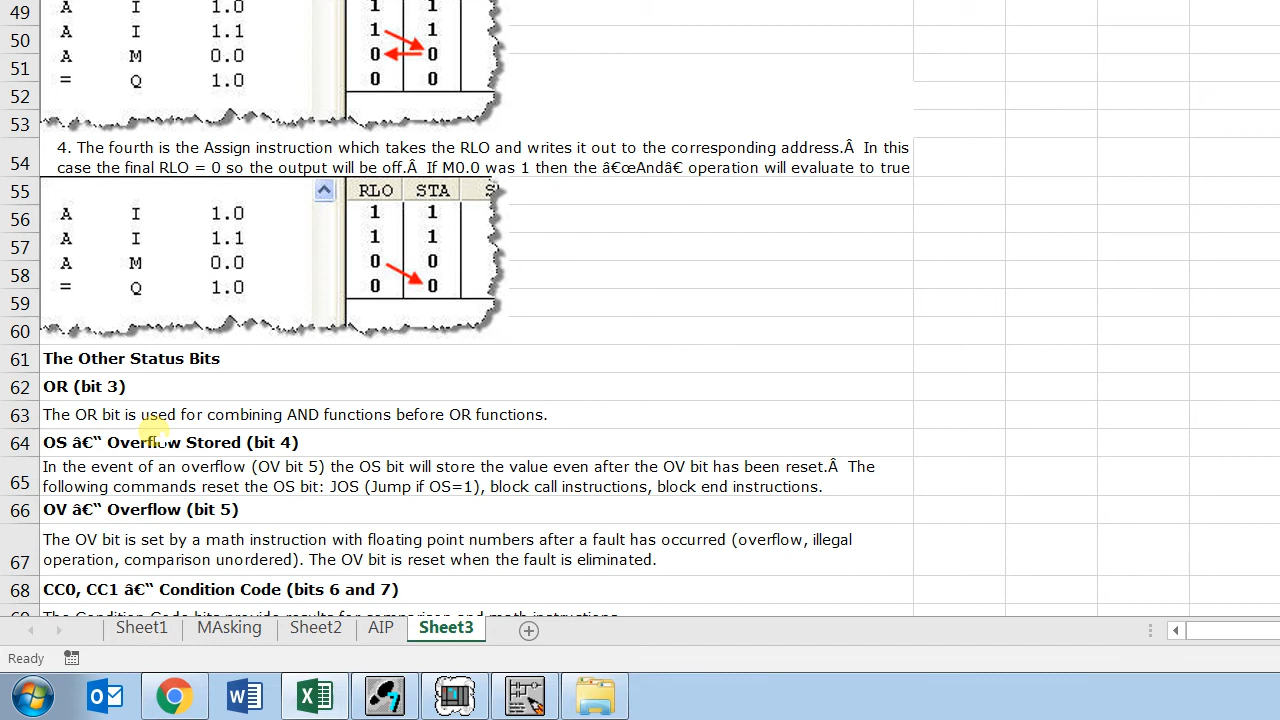 49
A I 1.0 1 1
50
A I 1.1 1 1
51
A M 0.0 0 0
52
= Q 1.0 0 0
53
54
4. The fourth is the Assign instruction which takes the RLO and writes it out to the corresponding address.Â  In this
case the final RLO = 0 so the output will be off.Â  If M0.0 was 1 then the â€œAndâ€ operation will evaluate to true
55
RLO STA
56
A I 1.0 1 1
57
A I 1.1 1 1
58
A M 0.0 0 0
59
= Q 1.0 0 0
60
61 The Other Status Bits
62 OR (bit 3)
63 The OR bit is used for combining AND functions before OR functions.
64 OS â€“ Overflow Stored (bit 4)
65
In the event of an overflow (OV bit 5) the OS bit will store the value even after the OV bit has been reset.Â  The
following commands reset the OS bit: JOS (Jump if OS=1), block call instructions, block end instructions.
66 OV â€“ Overflow (bit 5)
67
The OV bit is set by a math instruction with floating point numbers after a fault has occurred (overflow, illegal
operation, comparison unordered). The OV bit is reset when the fault is eliminated.
68 CC0, CC1 â€“ Condition Code (bits 6 and 7)
The Condition Code bits provide results for comparison and math instructions.
Sheet1 MAsking Sheet2 AIP Sheet3
Ready